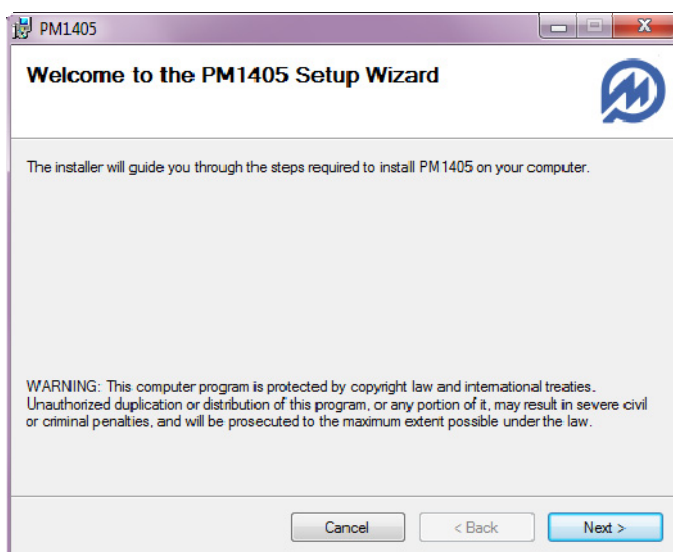 PM1405
Welcome to the PM1405 Setup Wizard
The installer will guide you through the steps required to install PM1405 on your computer.
WARNING: This computer program is protected by copyright law and international treaties.
Unauthorized duplication or distribution of this program, or any portion of it, may result in severe civil
or criminal penalties, and will be prosecuted to the maximum extent possible under the law.
Cancel
< Back
Next >